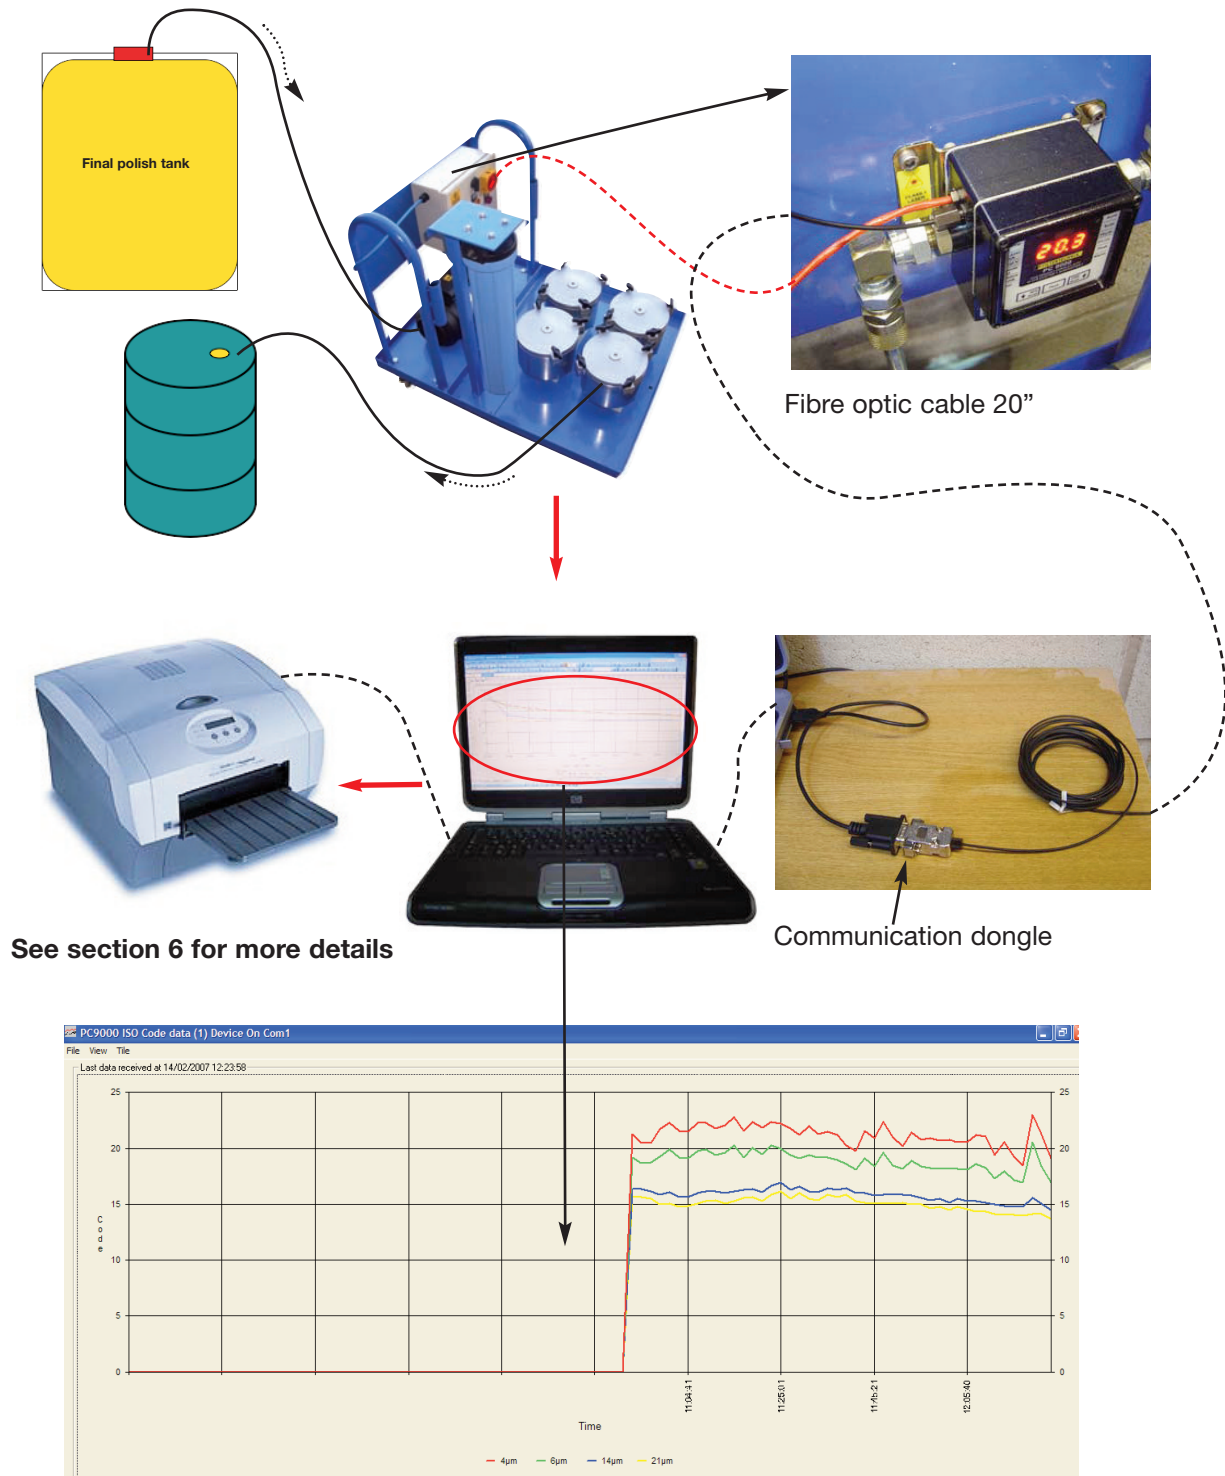 Final polish tank
20.3
Fibre optic cable 20”
See section 6 for more details
Communication dongle
PC9000 ISO Code data (1) Device On Com1
File View Tile
Last data received at 14/02/2007 12:23:58
25
20
15
10
5
0
Code
25
20
15
10
5
0
11:04:41
11:25:01
11:45:21
12:05:40
Time
4µm
6µm
14µm
21µm